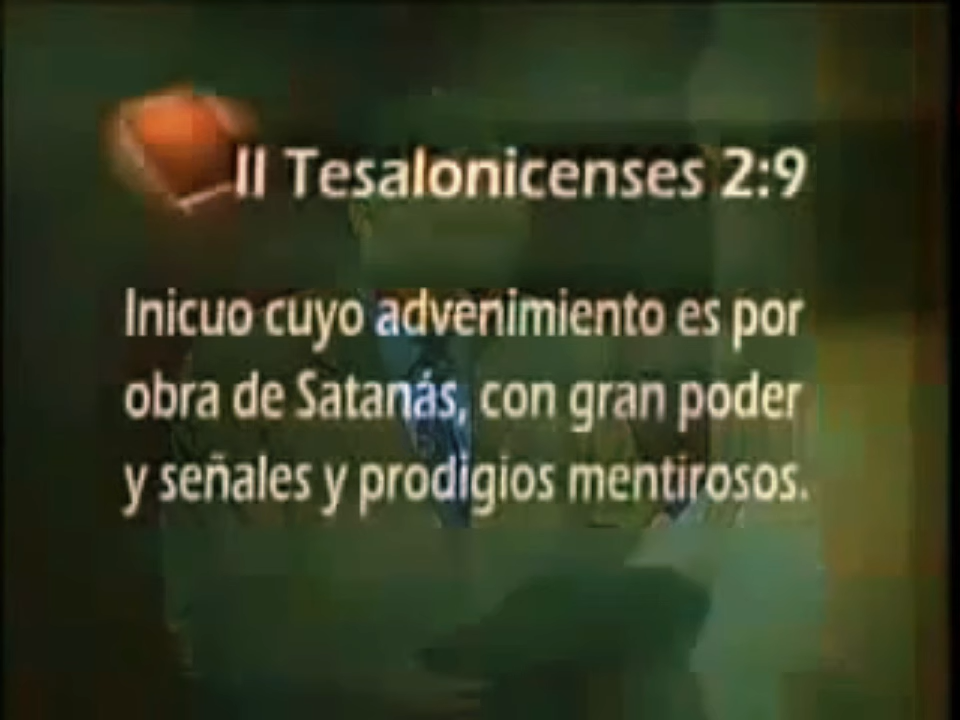 II Tesalonicenses 2:9
Inicuo cuyo advenimiento es por
obra de Satanás, con gran poder
y señales y prodigios mentirosos.